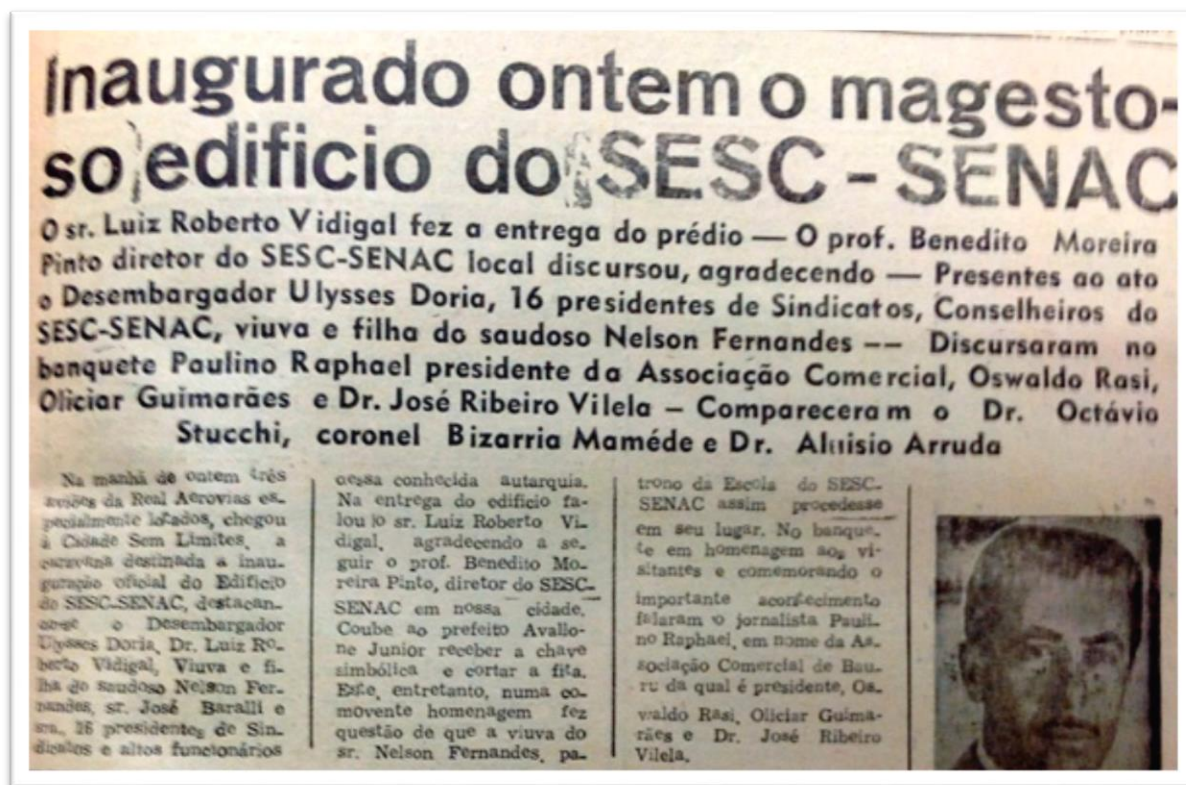 Inaugurado ontem o magesto-
so edificio do SESC - SENAC
O sr. Luiz Roberto Vidigal fez a entrega do prédio — O prof. Benedito Moreira
Pinto diretor do SESC-SENAC local discursou, agradecendo — Presentes ao ato
o Desembargador Ulysses Doria, 16 presidentes de Sindicatos, Conselheiros do
SESC-SENAC, viuva e filha do saudoso Nelson Fernandes –– Discursaram no
banquete Paulino Raphael presidente da Associação Comercial, Oswaldo Rasi,
Oliciar Guimarães e Dr. José Ribeiro Vilela – Compareceram o Dr. Octávio
Stucchi, coronel Bizarria Maméde e Dr. Aluisio Arruda
Na manhã de ontem três
aviões da Real Aerovias es-
pecialmente lotados, chegou
à Cidade Sem Limites, a
caravana destinada a inau-
guração oficial do Edificio
do SESC-SENAC, destacan-
o Desembargador
Ulysses Doria, Dr. Luiz Ro-
berto Vidigal, Viuva e fi-
lha do saudoso Nelson Fer-
nandes, sr. José Baralli e
sra, 26 presidentes de Sin-
dicatos e altos funcionários
dessa conhecida autarquia.
Na entrega do edificio fa-
lou o sr. Luiz Roberto Vi-
digal, agradecendo a se-
guir o prof. Benedito Mo-
reira Pinto, diretor do SESC-
SENAC em nossa cidade.
Coube ao prefeito Avallo-
ne Junior receber a chave
simbólica e cortar a fita.
Este, entretanto, numa co-
movente homenagem fez
questão de que a viuva do
sr. Nelson Fernandes, pa-
trono da Escola do SESC-
SENAC assim procedesse
em seu lugar. No banque-
te em homenagem aos vi-
sitantes e comemorando o
importante acontecimento
falaram o jornalista Pauli-
no Raphael, em nome da As-
sociação Comercial de Bau-
ru da qual é presidente, Os-
waldo Rasi, Oliciar Guima-
rães e Dr. José Ribeiro
Vilela.